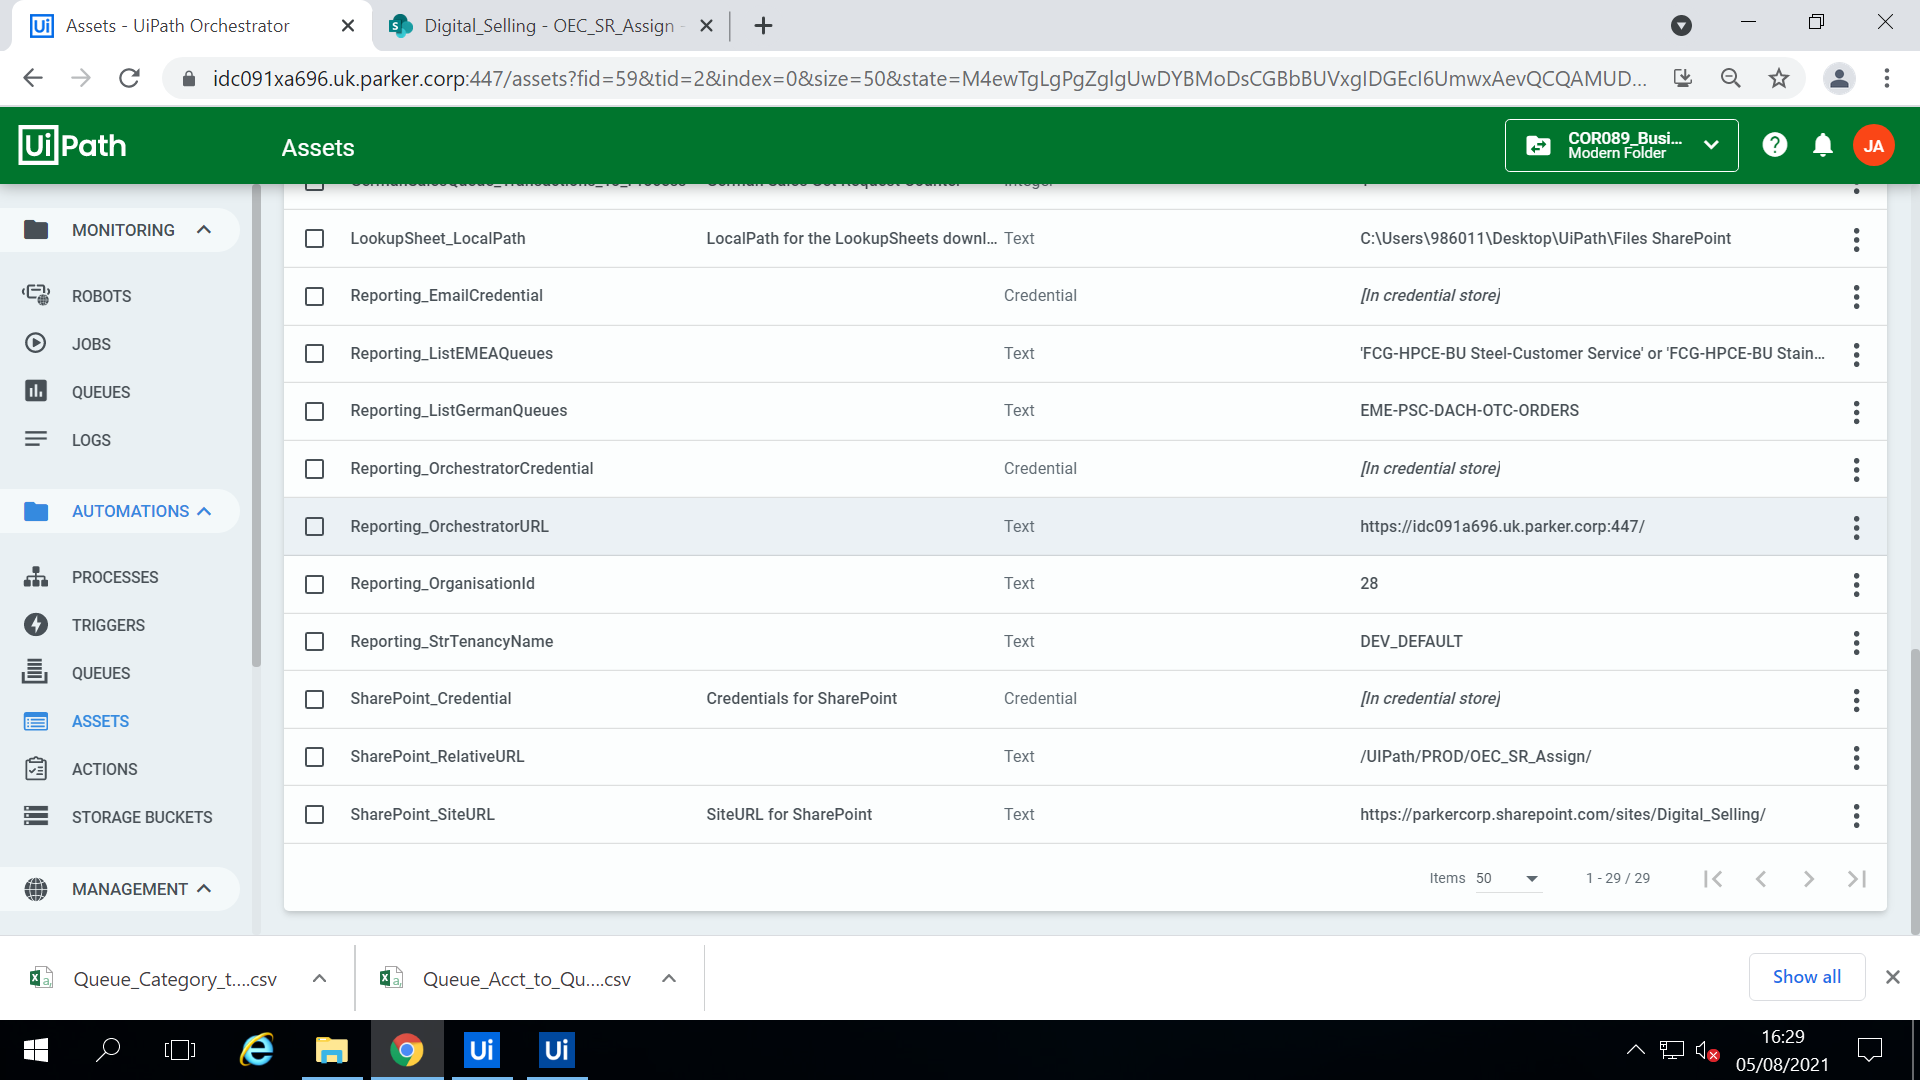 Assets - UiPath Orchestrator
Digital_Selling - OEC_SR_Assign -
idc091xa696.uk.parker.corp:447/assets?fid=59&tid=2&index=0&size=50&state=M4ewTgLgPgZglgUwDYBMoDsCGBbBUVxgIDGEcI6UmwxAevQCQAMUD...
UiPath
Assets
COR089_Busi...
Modern Folder
JA
MONITORING
ROBOTS
JOBS
QUEUES
LOGS
AUTOMATIONS
PROCESSES
TRIGGERS
QUEUES
ASSETS
ACTIONS
STORAGE BUCKETS
MANAGEMENT
GermanSalesQueue_Transactions_To_Process German Sales Get Request Counter Integer
LookupSheet_LocalPath LocalPath for the LookupSheets downl... Text C:\Users\986011\Desktop\UiPath\Files SharePoint
Reporting_EmailCredential Credential [In credential store]
Reporting_ListEMEAQueues Text 'FCG-HPCE-BU Steel-Customer Service' or 'FCG-HPCE-BU Stain...
Reporting_ListGermanQueues Text EME-PSC-DACH-OTC-ORDERS
Reporting_OrchestratorCredential Credential [In credential store]
Reporting_OrchestratorURL Text https://idc091a696.uk.parker.corp:447/
Reporting_OrganisationId Text 28
Reporting_StrTenancyName Text DEV_DEFAULT
SharePoint_Credential Credentials for SharePoint Credential [In credential store]
SharePoint_RelativeURL Text /UIPath/PROD/OEC_SR_Assign/
SharePoint_SiteURL SiteURL for SharePoint Text https://parkercorp.sharepoint.com/sites/Digital_Selling/
Items 50 1 - 29 / 29
Queue_Category_t....csv
Queue_Acct_to_Qu....csv
Show all
16:29
05/08/2021